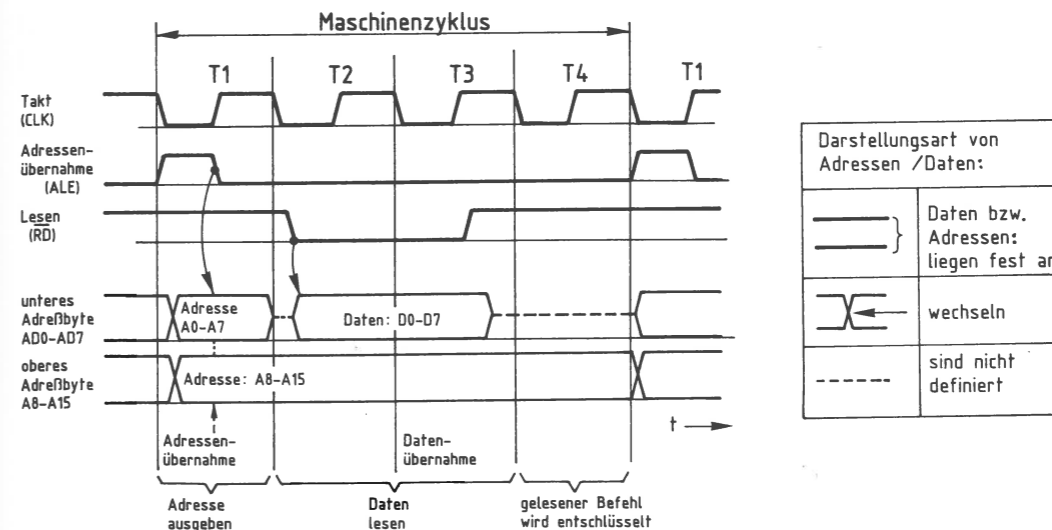 Maschinenzyklus
T1
T2
T3
T4
T1
Takt
(CLK)
Adressen-
übernahme
(ALE)
Lesen
(RD)
unteres
Adreßbyte
AD0-AD7
Adresse
A0-A7
Daten: D0-D7
oberes
Adreßbyte
A8-A15
Adresse: A8-A15
t
Adressen-
übernahme
Daten-
übernahme
Adresse
ausgeben
Daten
lesen
gelesener Befehl
wird entschlüsselt
Darstellungsart von
Adressen /Daten:
Daten bzw.
Adressen:
liegen fest an
wechseln
sind nicht
definiert